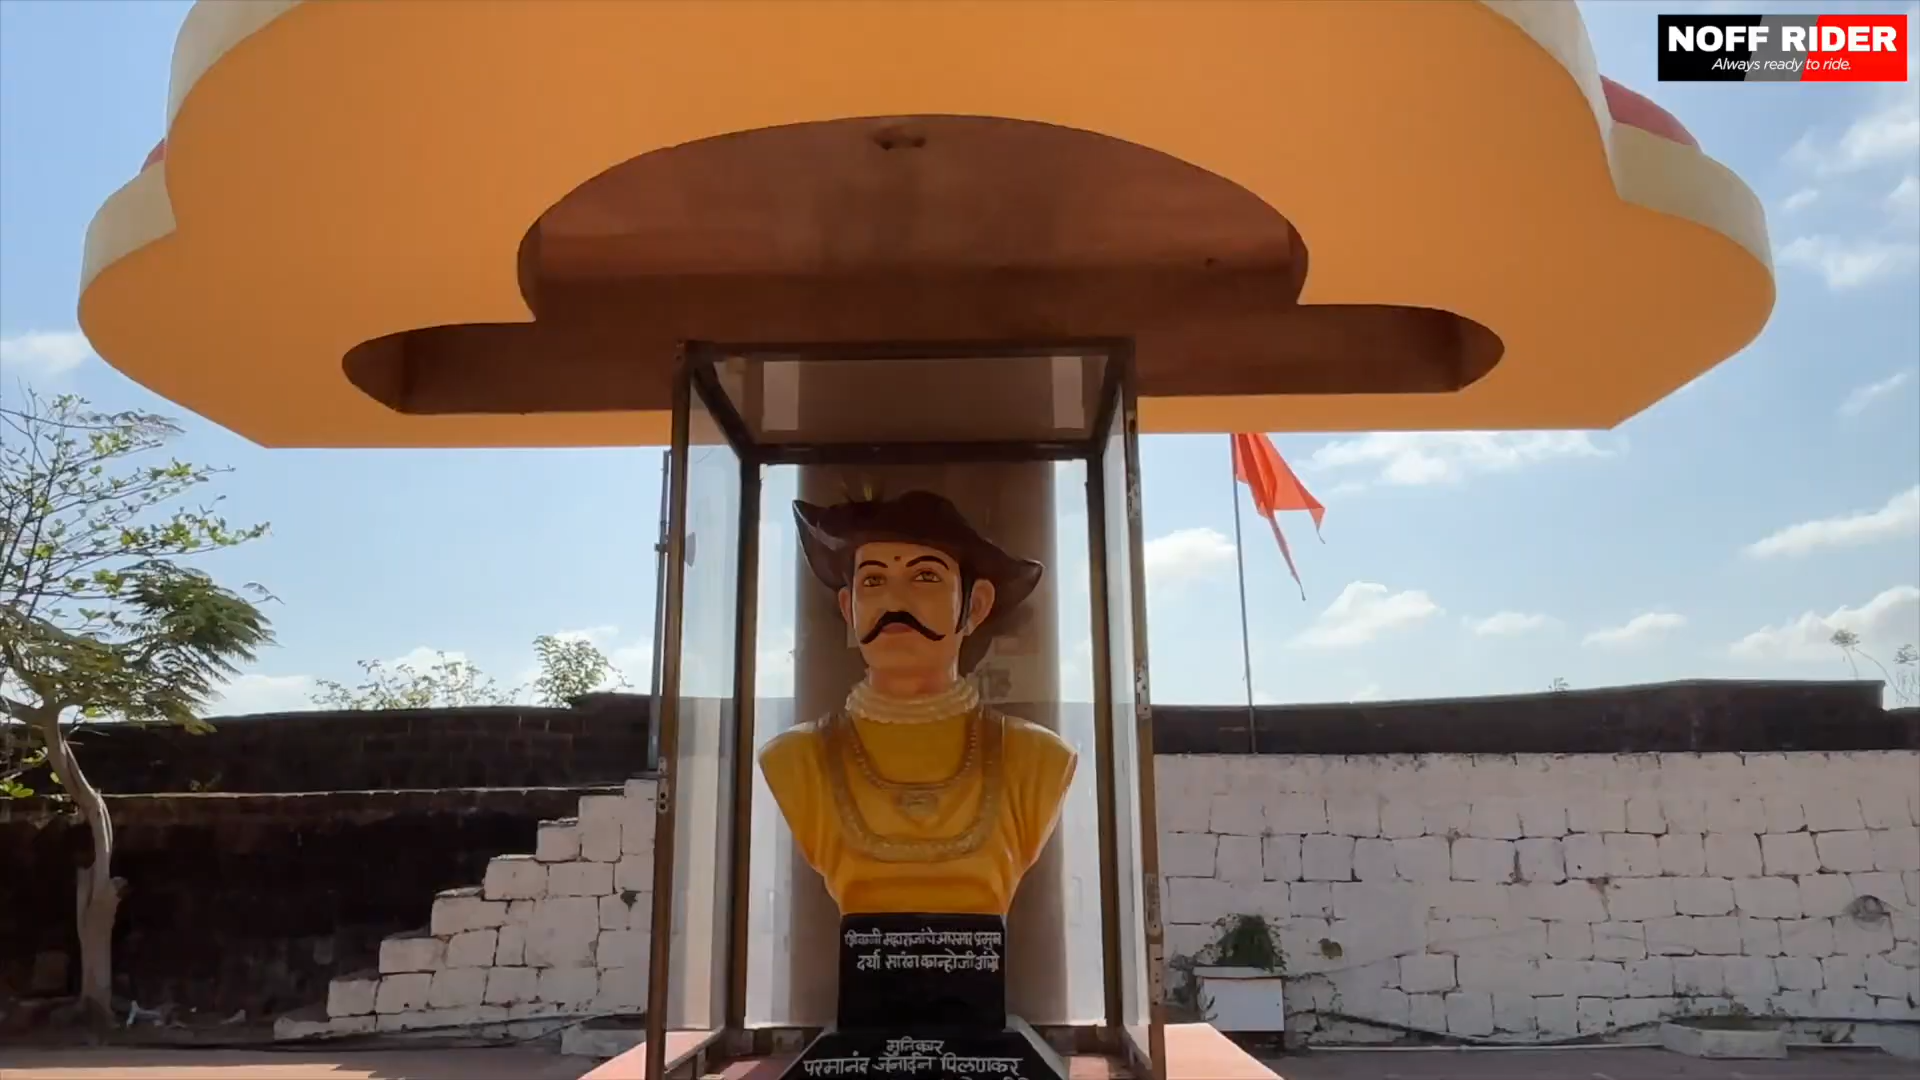 NOFF RIDER
Always ready to ride.
शिवाजी महाराजांचे आरमार प्रमुख
दर्या सारंग कान्होजी आंग्रे
मुर्तिकार
परमानंद जनार्दन पिलणकर